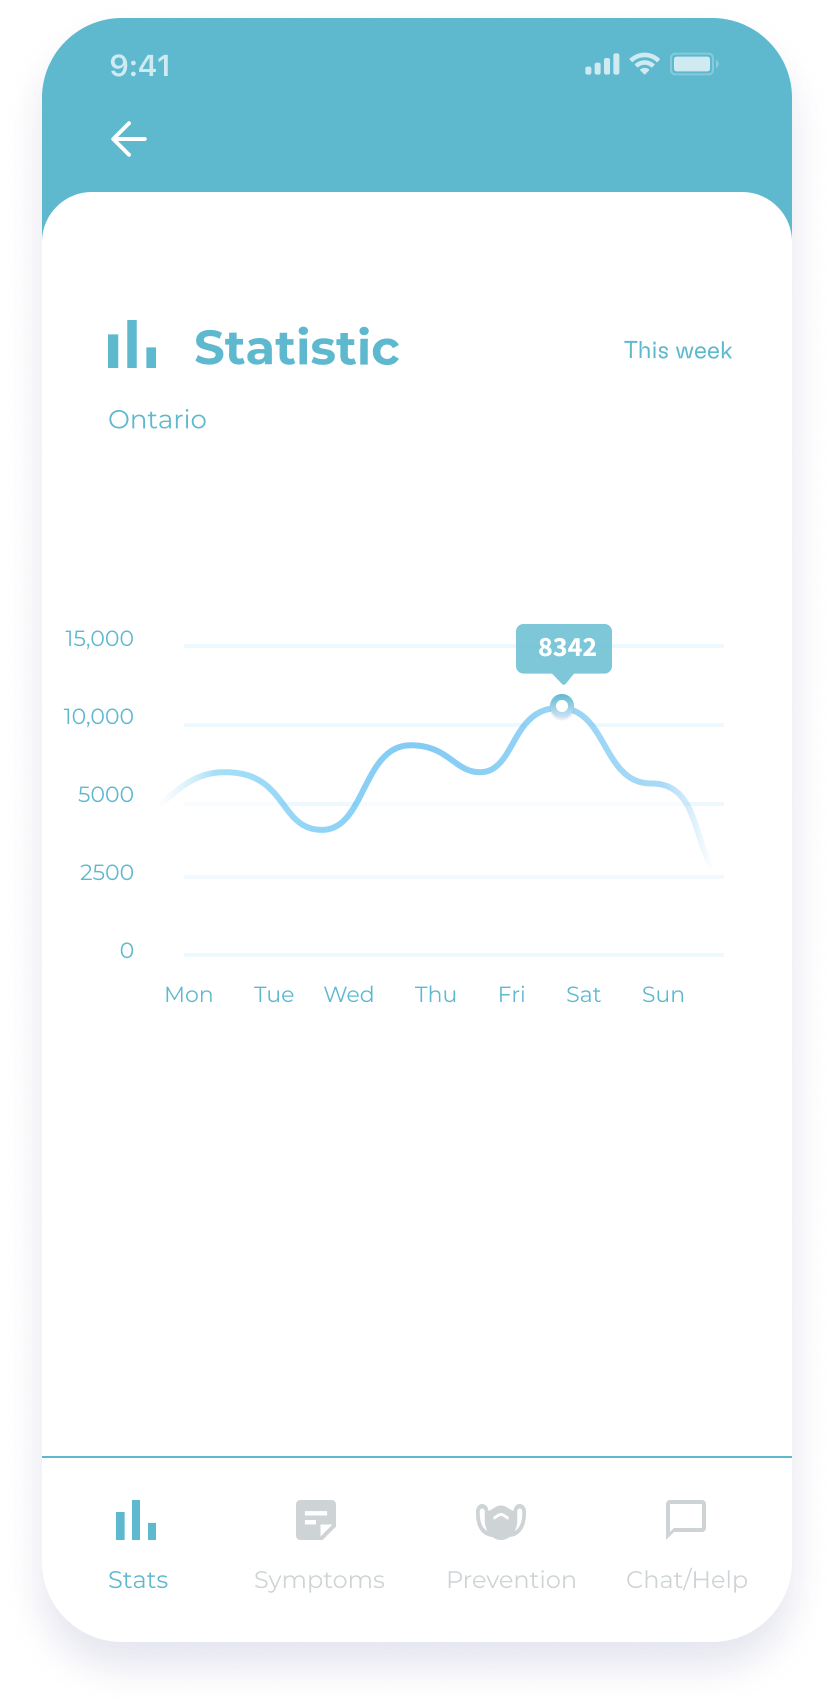 9:41
Statistic
This week
Ontario
15,000
8342
10,000
5000
2500
0
Mon Tue Wed Thu Fri Sat Sun
Stats Symptoms Prevention Chat/Help